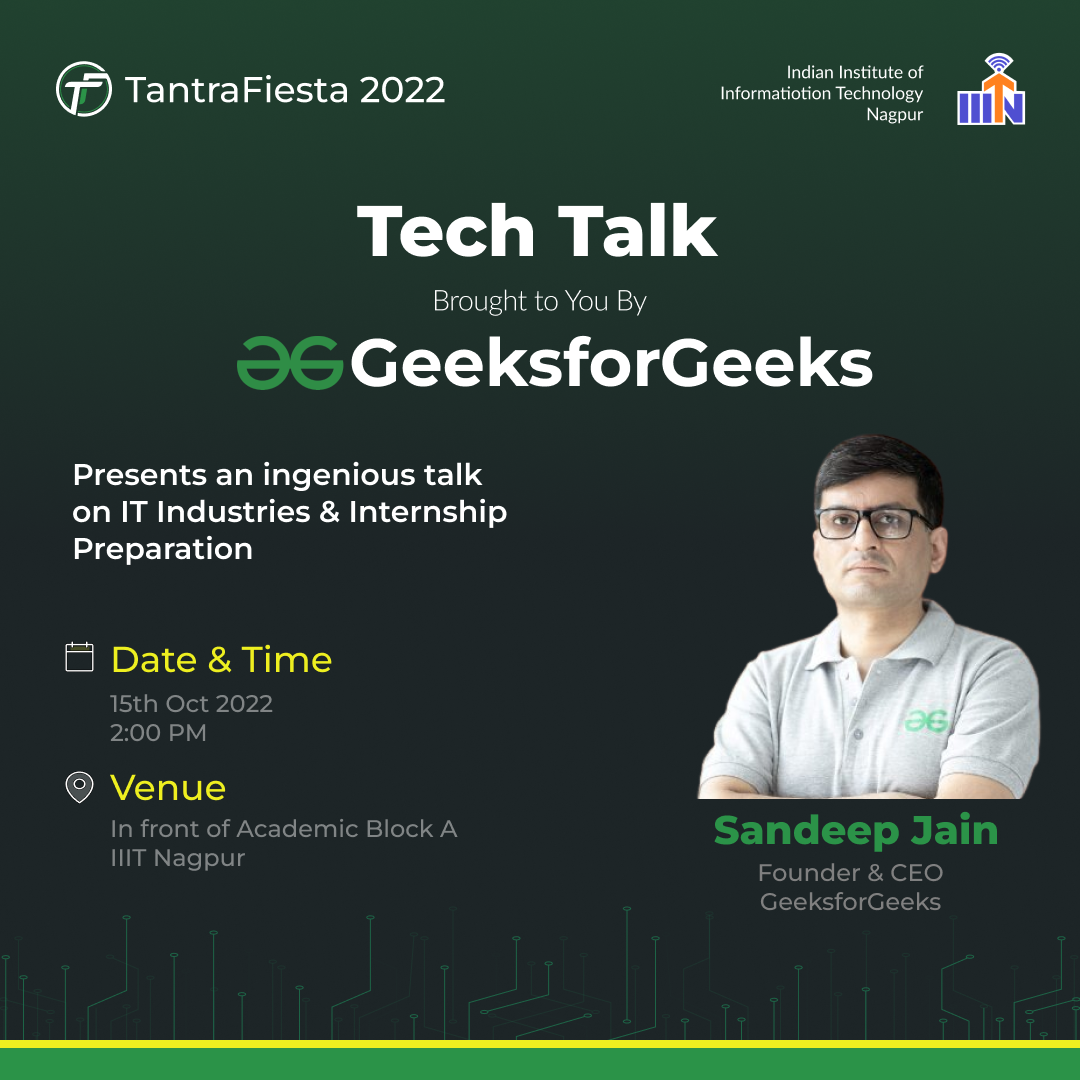 TantraFiesta 2022
Indian Institute of
Informatiotion Technology
Nagpur
IIITN
Tech Talk
Brought to You By
GeeksforGeeks
Presents an ingenious talk
on IT Industries & Internship
Preparation
Date & Time
15th Oct 2022
2:00 PM
Venue
In front of Academic Block A
IIIT Nagpur
Sandeep Jain
Founder & CEO
GeeksforGeeks